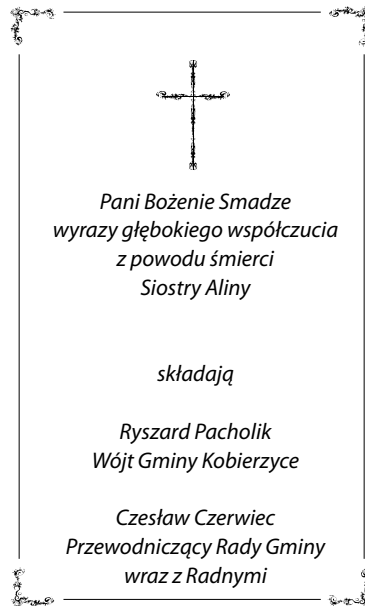 Pani Bożenie Smadze
wyrazy głębokiego współczucia
z powodu śmierci
Siostry Aliny
składają
Ryszard Pacholik
Wójt Gminy Kobierzyce
Czesław Czerwiec
Przewodniczący Rady Gminy
wraz z Radnymi